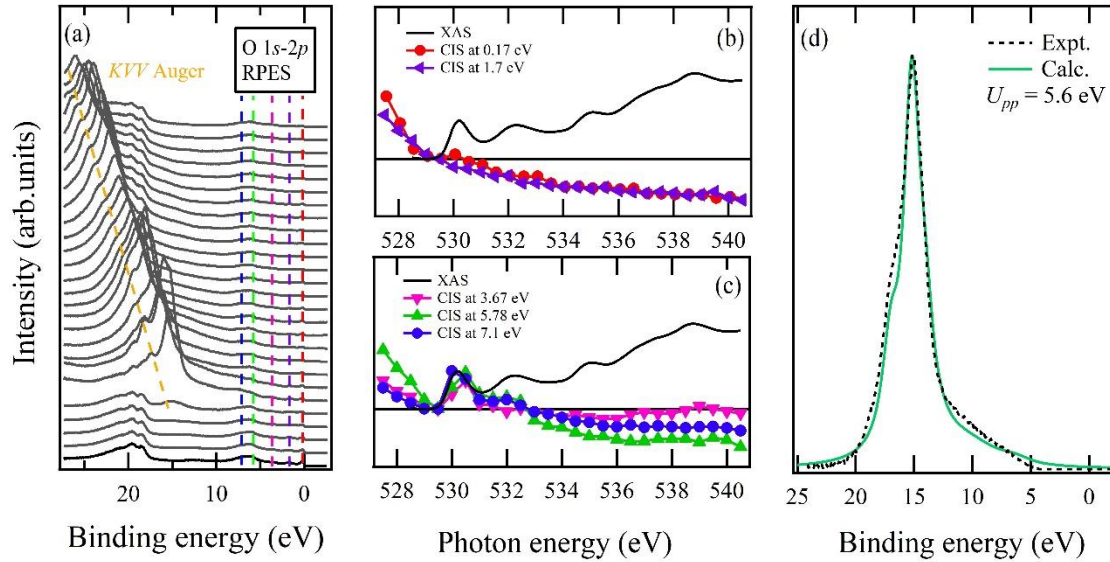 (a)
O 1s-2p
RPES
KVV Auger
Intensity (arb.units)
20 10 0
Binding energy (eV)
(b)
XAS
CIS at 0.17 eV
CIS at 1.7 eV
528 530 532 534 536 538 540
(c)
XAS
CIS at 3.67 eV
CIS at 5.78 eV
CIS at 7.1 eV
528 530 532 534 536 538 540
Photon energy (eV)
(d)
Expt.
Calc.
Upp = 5.6 eV
25 20 15 10 5 0
Binding energy (eV)